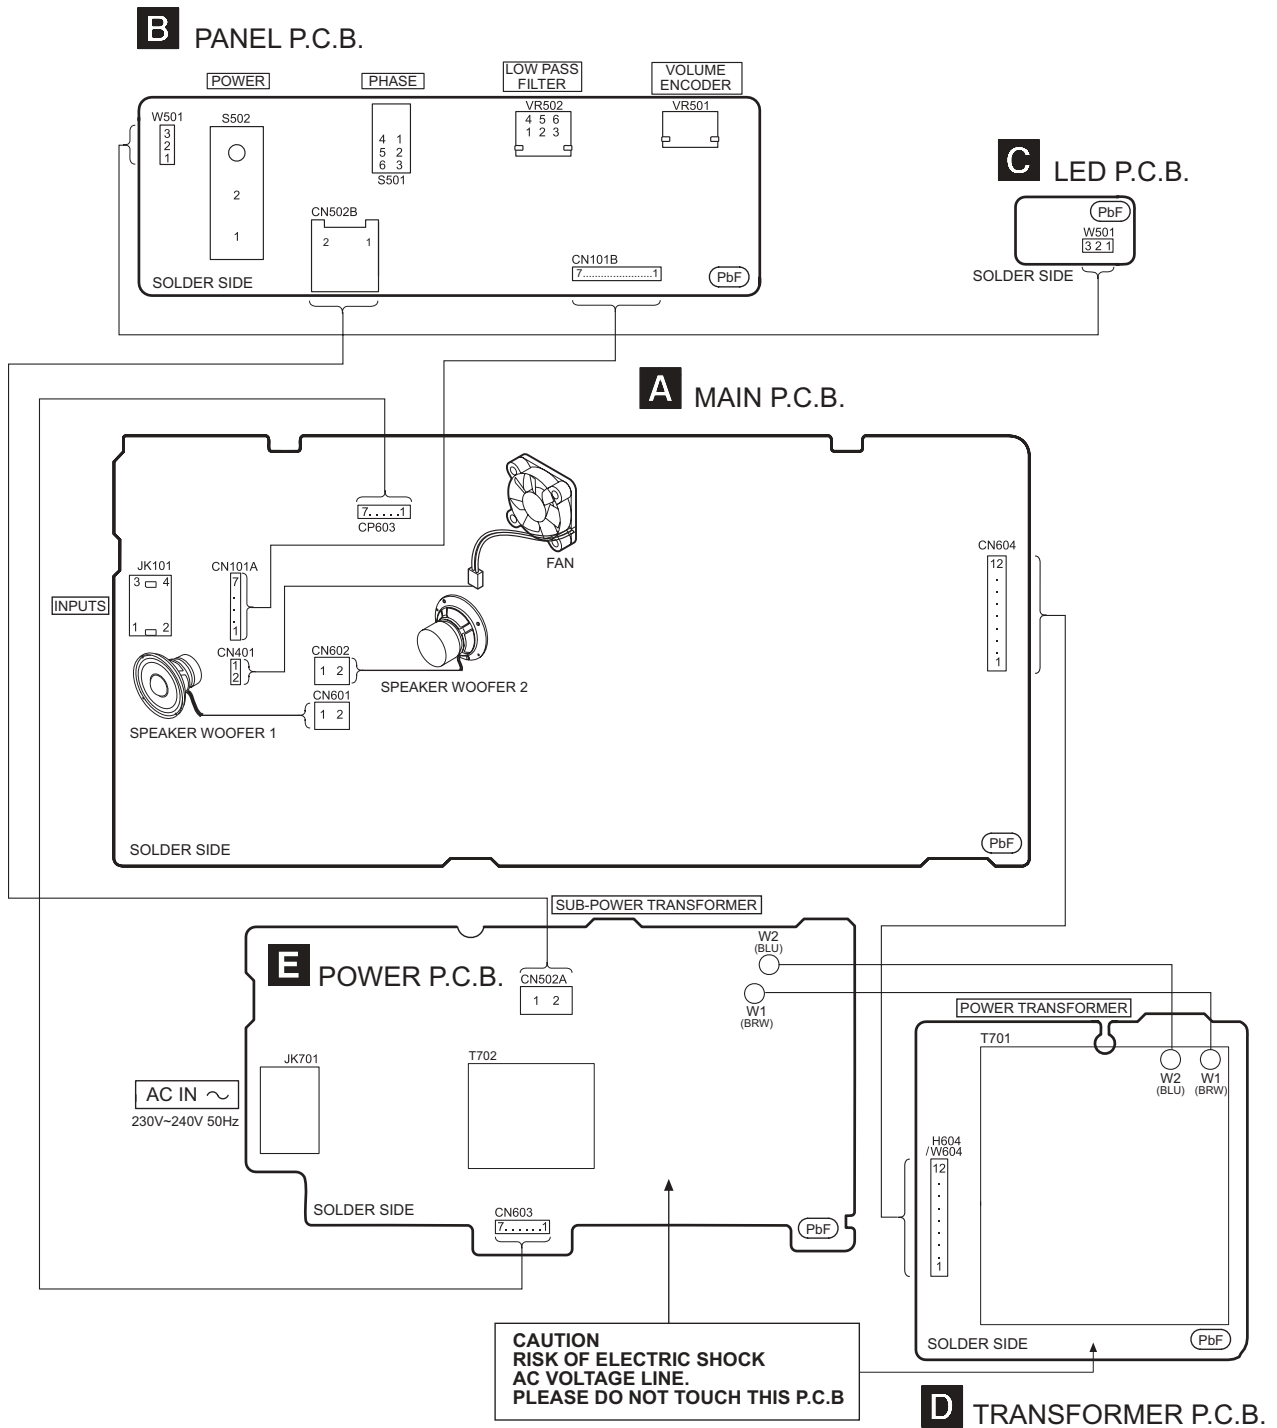 B PANEL P.C.B.
POWER
PHASE
LOW PASS
FILTER
VOLUME
ENCODER
W501
3
2
1
S502
2
1
4 1
5 2
6 3
S501
VR502
4 5 6
1 2 3
VR501
CN502B
2 1
CN101B
7....................1
SOLDER SIDE
PbF
C LED P.C.B.
PbF
W501
3 2 1
SOLDER SIDE
A MAIN P.C.B.
7.....1
CP603
FAN
JK101
3 4
1 2
INPUTS
CN101A
7
.
.
.
.
1
CN401
1
2
CN602
1 2
SPEAKER WOOFER 2
CN601
1 2
SPEAKER WOOFER 1
CN604
12
.
.
.
.
.
.
1
SOLDER SIDE
PbF
SUB-POWER TRANSFORMER
E POWER P.C.B.
CN502A
1 2
W2
(BLU)
W1
(BRW)
JK701
T702
AC IN ~
230V~240V 50Hz
SOLDER SIDE
CN603
7......1
PbF
POWER TRANSFORMER
T701
W2
(BLU)
W1
(BRW)
H604
/W604
12
.
.
.
.
.
.
1
SOLDER SIDE
PbF
CAUTION
RISK OF ELECTRIC SHOCK
AC VOLTAGE LINE.
PLEASE DO NOT TOUCH THIS P.C.B
D TRANSFORMER P.C.B.